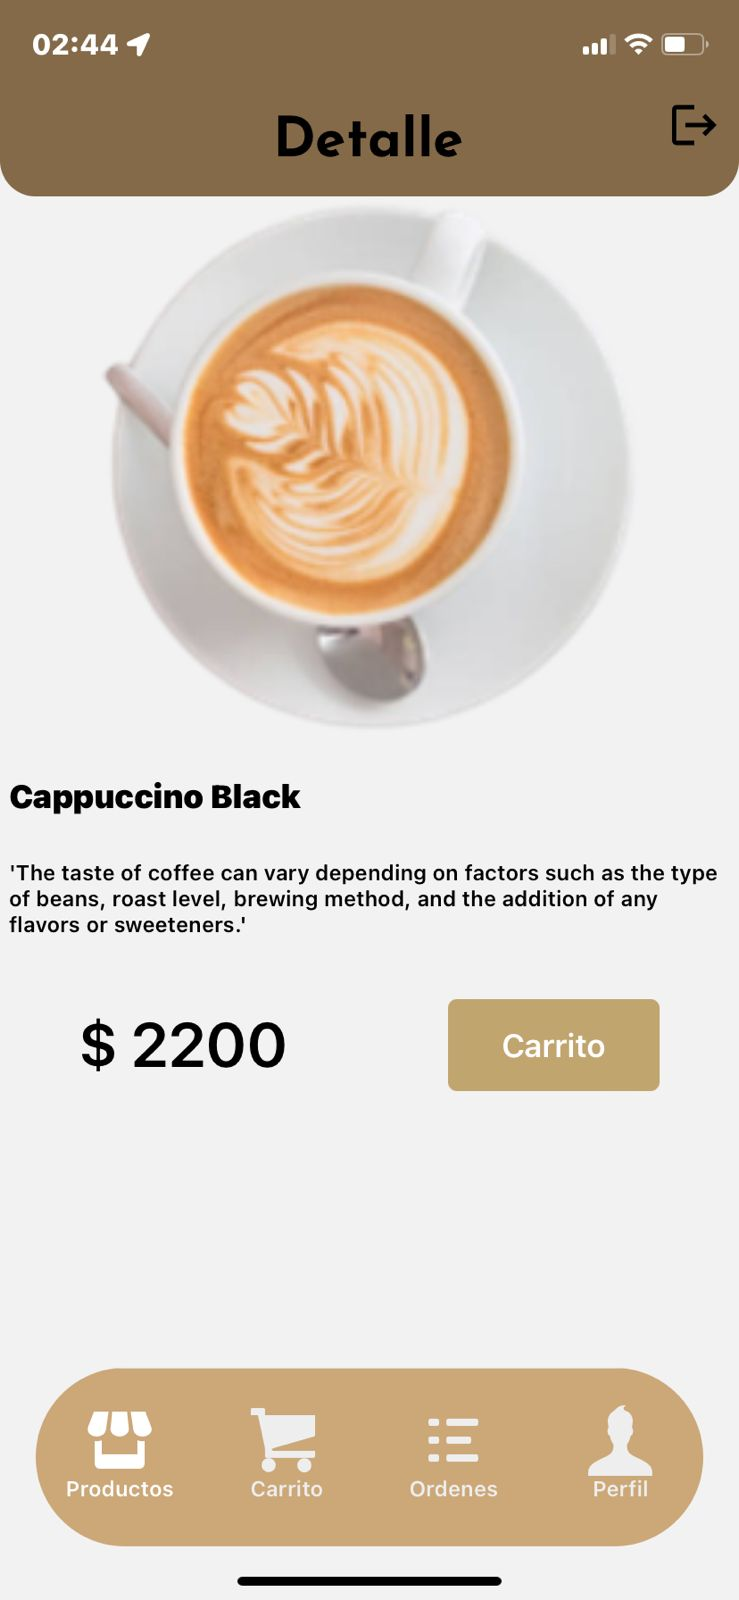 02:44
Detalle
Cappuccino Black
'The taste of coffee can vary depending on factors such as the type
of beans, roast level, brewing method, and the addition of any
flavors or sweeteners.'
$ 2200
Carrito
Productos
Carrito
Ordenes
Perfil